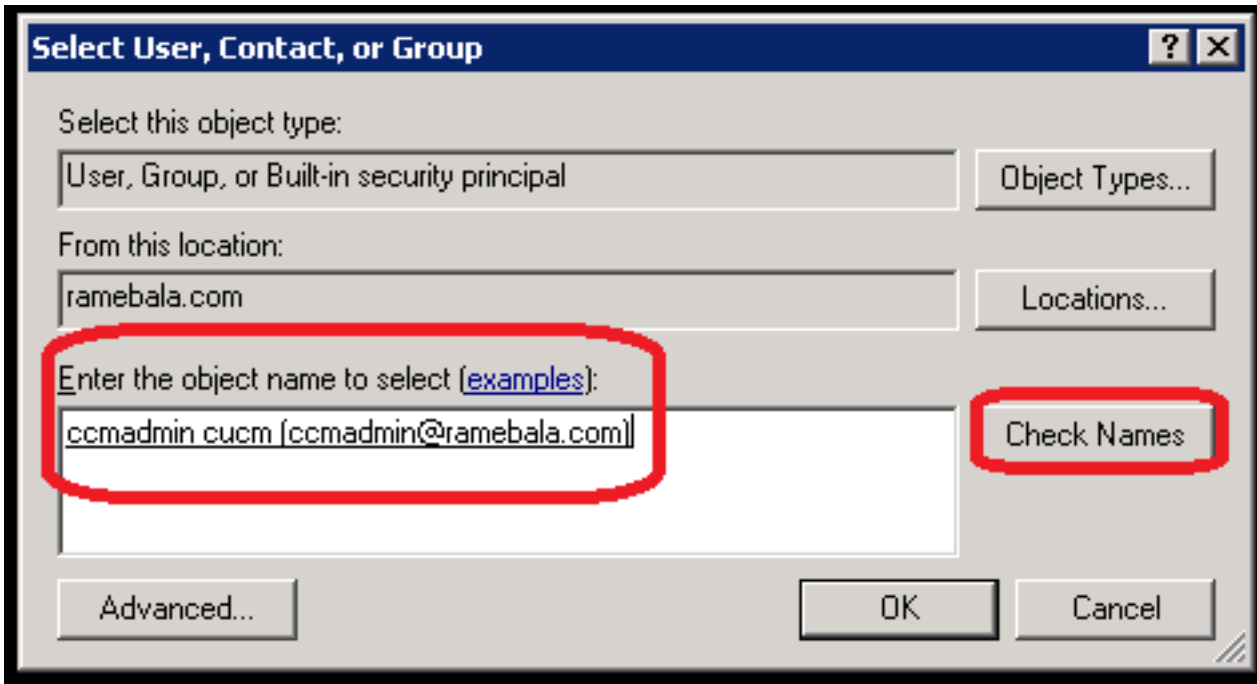 Select User, Contact, or Group
Select this object type:
User, Group, or Built-in security principal
Object Types...
From this location:
ramebala.com
Locations...
Enter the object name to select (examples):
ccmadmin cucm (ccmadmin@ramebala.com)
Check Names
Advanced...
OK
Cancel